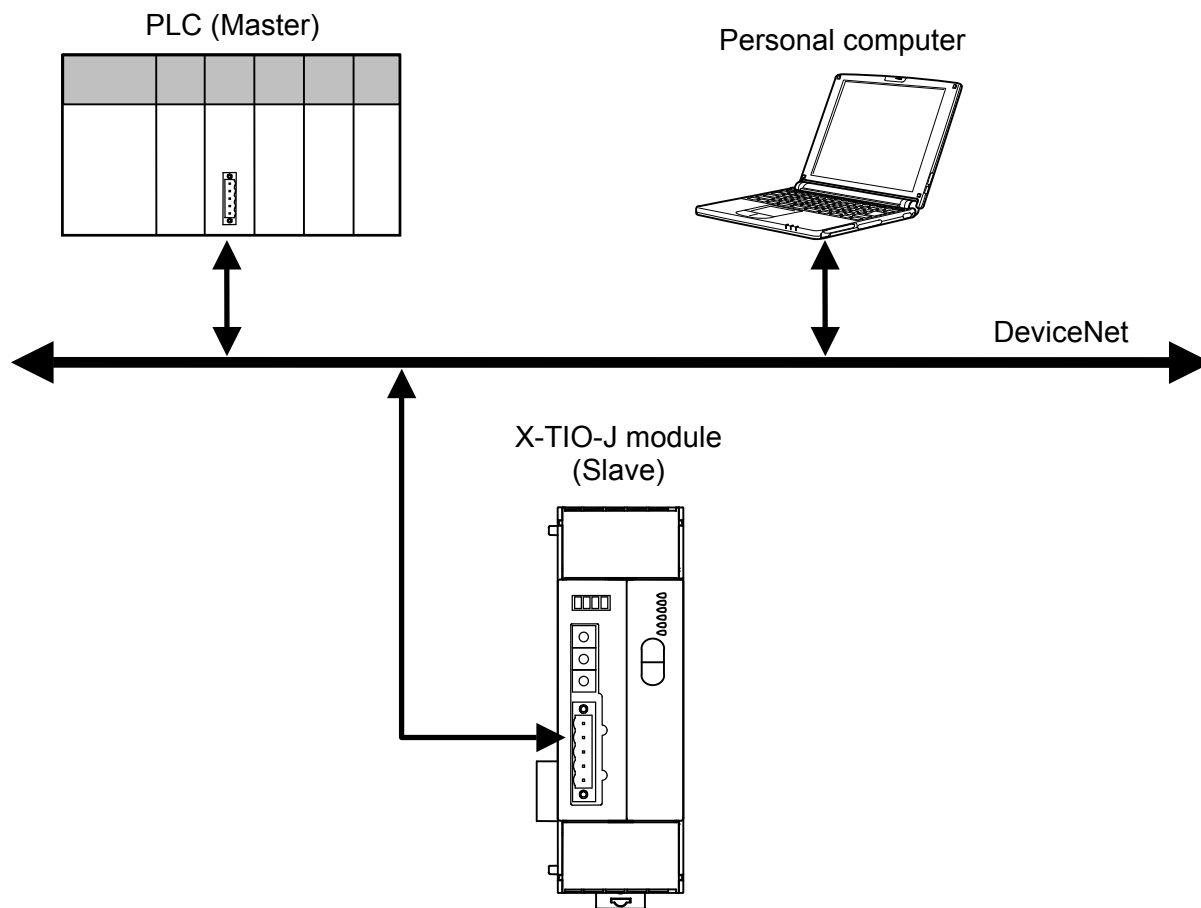 PLC (Master)
Personal computer
DeviceNet
X-TIO-J module
(Slave)